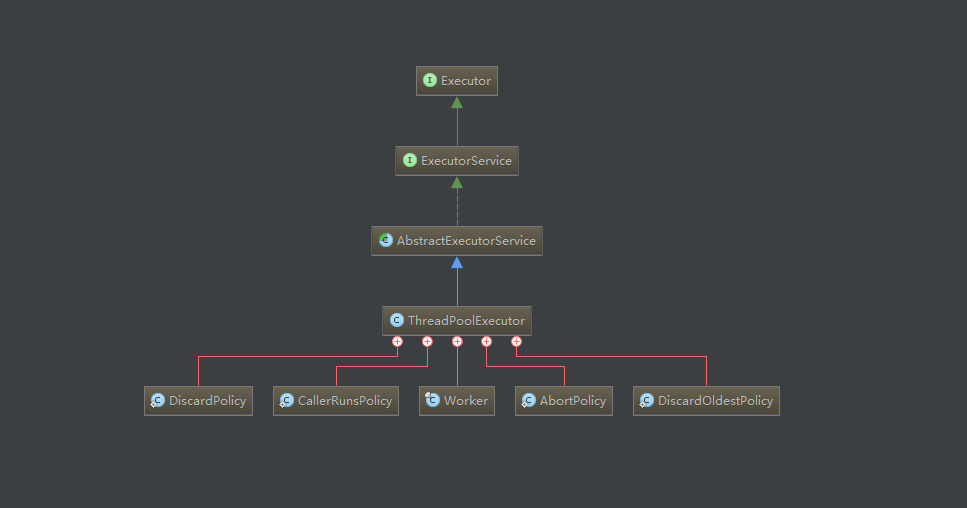 Executor
ExecutorService
AbstractExecutorService
ThreadPoolExecutor
DiscardPolicy CallerRunsPolicy Worker AbortPolicy DiscardOldestPolicy